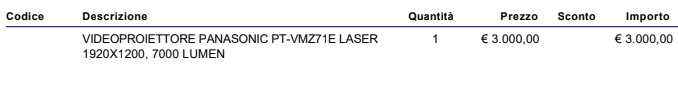 Codice Descrizione Quantità Prezzo Sconto Importo
VIDEOPROIETTORE PANASONIC PT-VMZ71E LASER 1 € 3.000,00 € 3.000,00
1920X1200, 7000 LUMEN